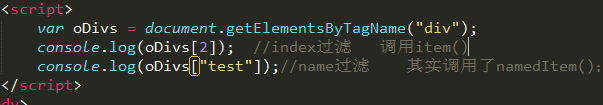 <script>
var oDivs = document.getElementsByTagName("div");
console.log(oDivs[2]); //index过滤 调用item()
console.log(oDivs["test"]);//name过滤 其实调用了namedItem();
</script>